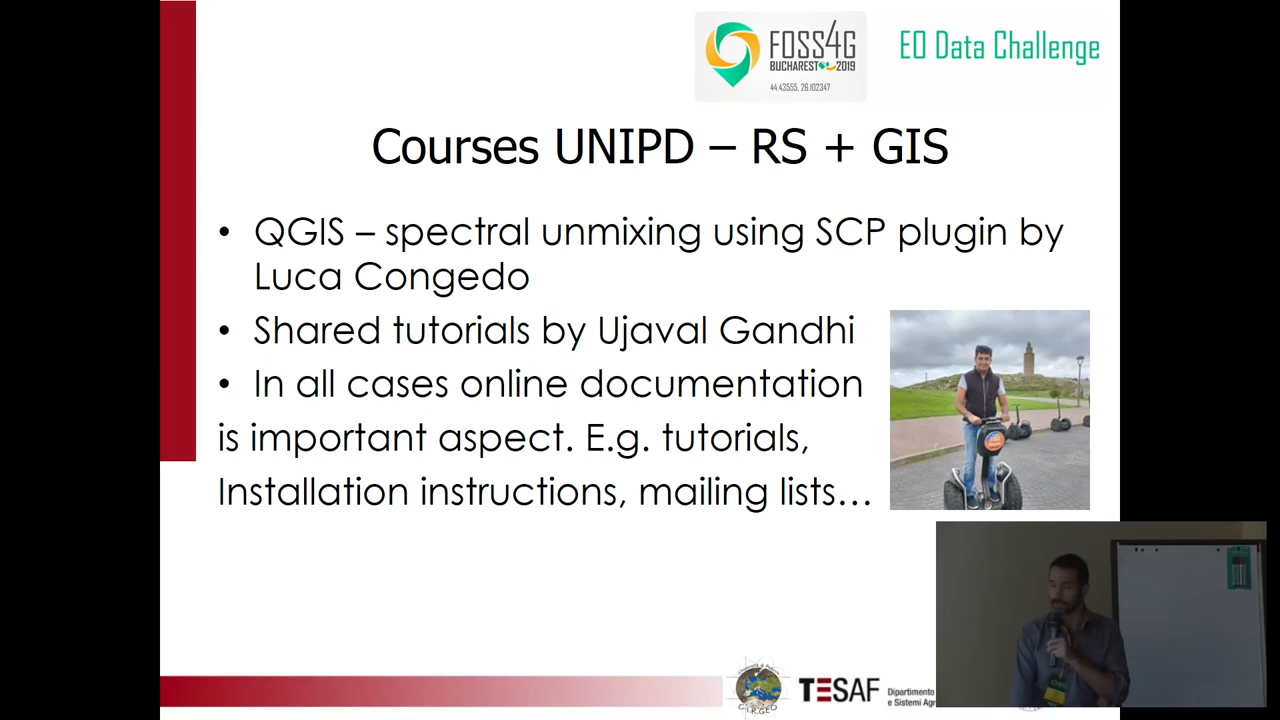 FOSS4G
BUCHAREST 2019
44.43555, 26.102347
EO Data Challenge
Courses UNIPD – RS + GIS
• QGIS – spectral unmixing using SCP plugin by
Luca Congedo
• Shared tutorials by Ujaval Gandhi
• In all cases online documentation
is important aspect. E.g. tutorials,
Installation instructions, mailing lists…
TESAF
Dipartimento
e Sistemi Agr